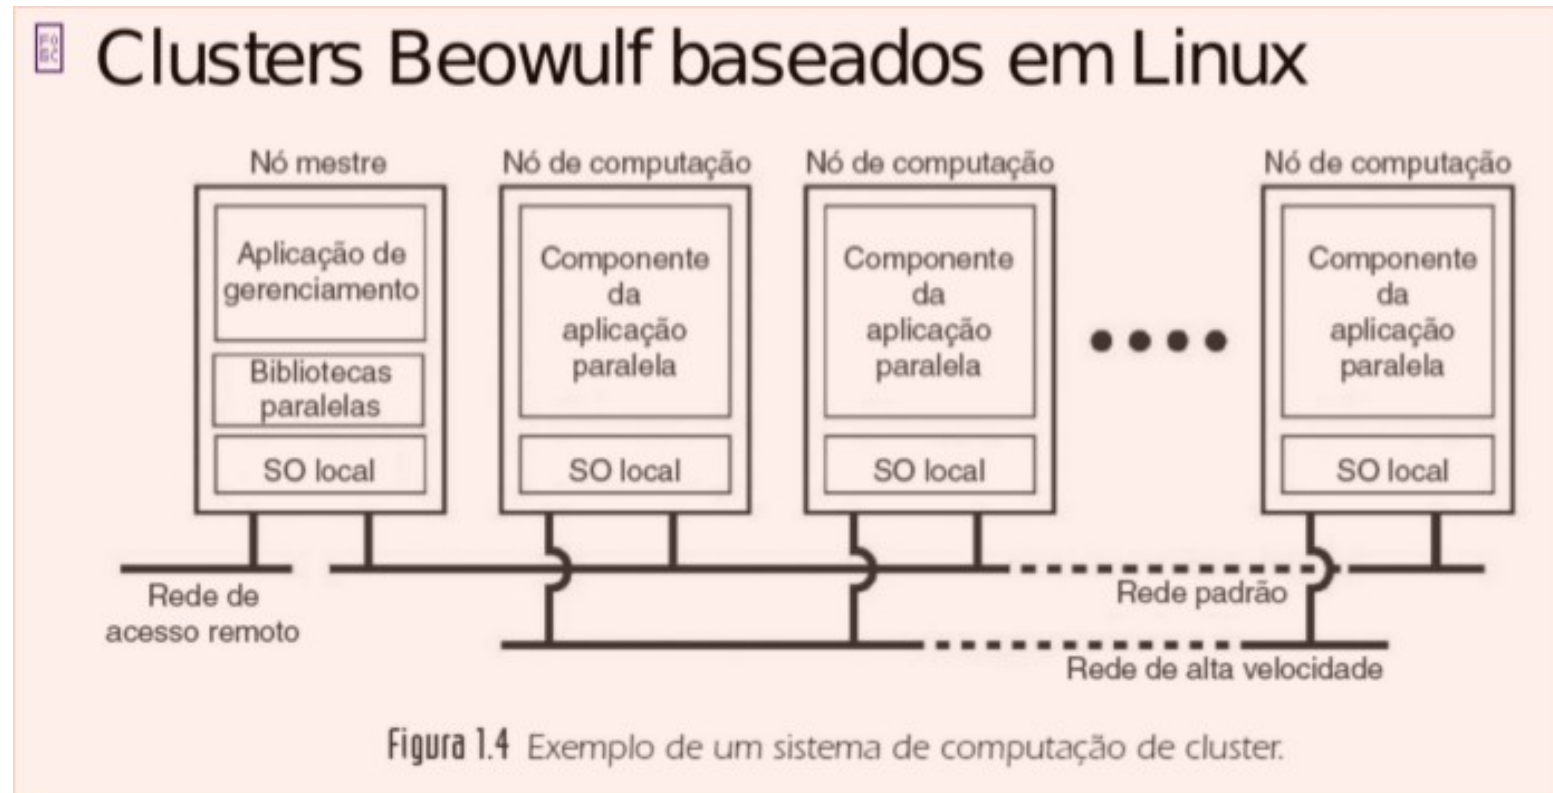 Clusters Beowulf baseados em Linux
Nó mestre
Nó de computação
Nó de computação
Nó de computação
Aplicação de
gerenciamento
Bibliotecas
paralelas
SO local
Componente
da
aplicação
paralela
SO local
Componente
da
aplicação
paralela
SO local
Componente
da
aplicação
paralela
SO local
Rede de
acesso remoto
Rede padrão
Rede de alta velocidade
Figura 1.4 Exemplo de um sistema de computação de cluster.